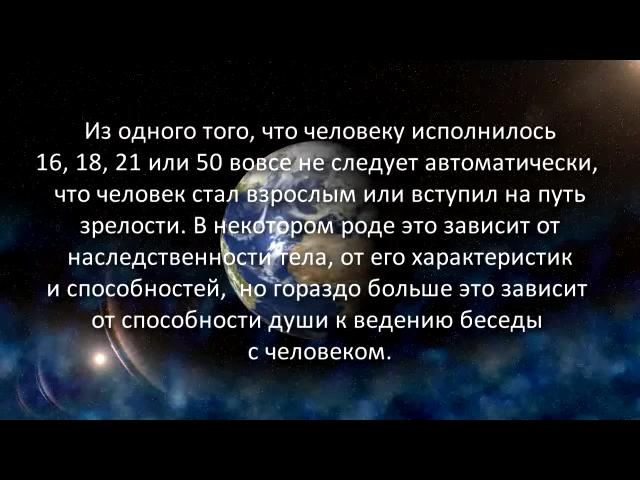 Из одного того, что человеку исполнилось
16, 18, 21 или 50 вовсе не следует автоматически,
что человек стал взрослым или вступил на путь
зрелости. В некотором роде это зависит от
наследственности тела, от его характеристик
и способностей, но гораздо больше это зависит
от способности души к ведению беседы
с человеком.